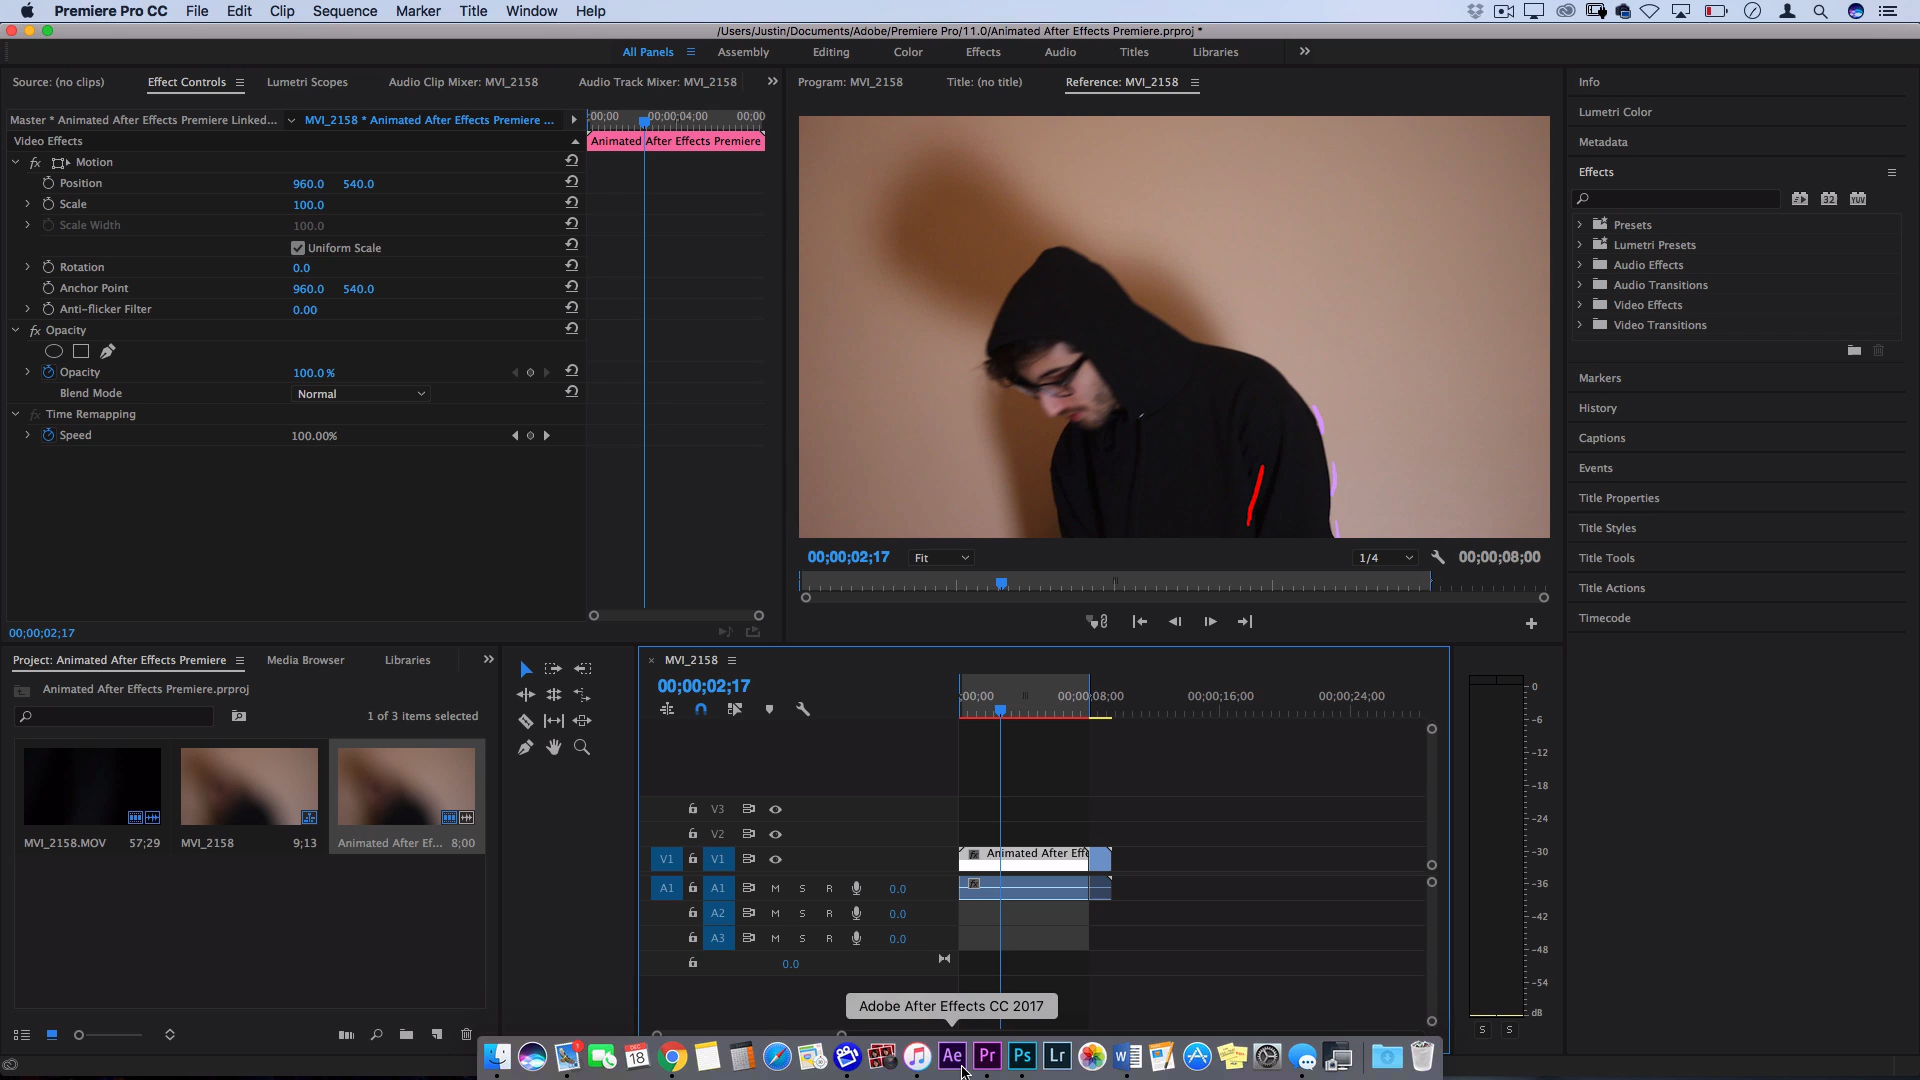 Premiere Pro CC File Edit Clip Sequence Marker Title Window Help
/Users/Justin/Documents/Adobe/Premiere Pro/11.0/Animated After Effects Premiere.prproj *
All Panels Assembly Editing Color Effects Audio Titles Libraries
Source: (no clips) Effect Controls Lumetri Scopes Audio Clip Mixer: MVI_2158 Audio Track Mixer: MVI_2158
Program: MVI_2158 Title: (no title) Reference: MVI_2158
Info
Lumetri Color
Metadata
Effects
Master * Animated After Effects Premiere Linked... MVI_2158 * Animated After Effects Premiere ...
:00;00 00;00;04;00 00;00
Video Effects
Animated After Effects Premiere
Motion
Position 960.0 540.0
Scale 100.0
Scale Width 100.0
Uniform Scale
Rotation 0.0
Anchor Point 960.0 540.0
Anti-flicker Filter 0.00
Opacity
Opacity 100.0 %
Blend Mode Normal
Time Remapping
Speed 100.00%
00;00;02;17
32 YUV
Presets
Lumetri Presets
Audio Effects
Audio Transitions
Video Effects
Video Transitions
Markers
History
Captions
Events
Title Properties
Title Styles
Title Tools
Title Actions
Timecode
00;00;02;17 Fit 1/4 00;00;08;00
Project: Animated After Effects Premiere Media Browser Libraries
Animated After Effects Premiere.prproj
1 of 3 items selected
MVI_2158.MOV 57;29
MVI_2158 9;13
Animated After Ef... 8;00
MVI_2158
00;00;02;17
;00;00 00;00;08;00 00;00;16;00 00;00;24;00
V3
V2
V1 V1 Animated After Effe
A1 A1 M S R 0.0
A2 M S R 0.0
A3 M S R 0.0
0.0
0
-6
-12
-18
-24
-30
-36
-42
-48
-54
dB
S S
Adobe After Effects CC 2017
DEC
18
1
Ae Pr Ps Lr